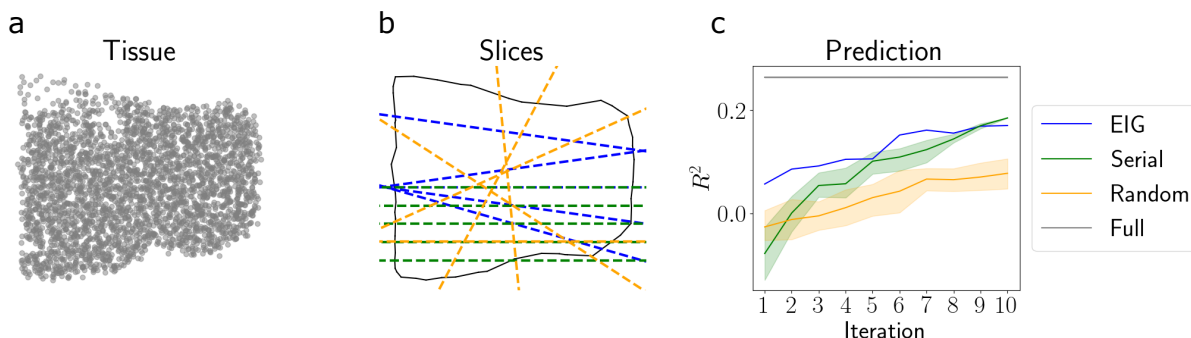 a
Tissue
b
Slices
c
Prediction
R²
0.2
0.0
1 2 3 4 5 6 7 8 9 10
Iteration
EIG
Serial
Random
Full